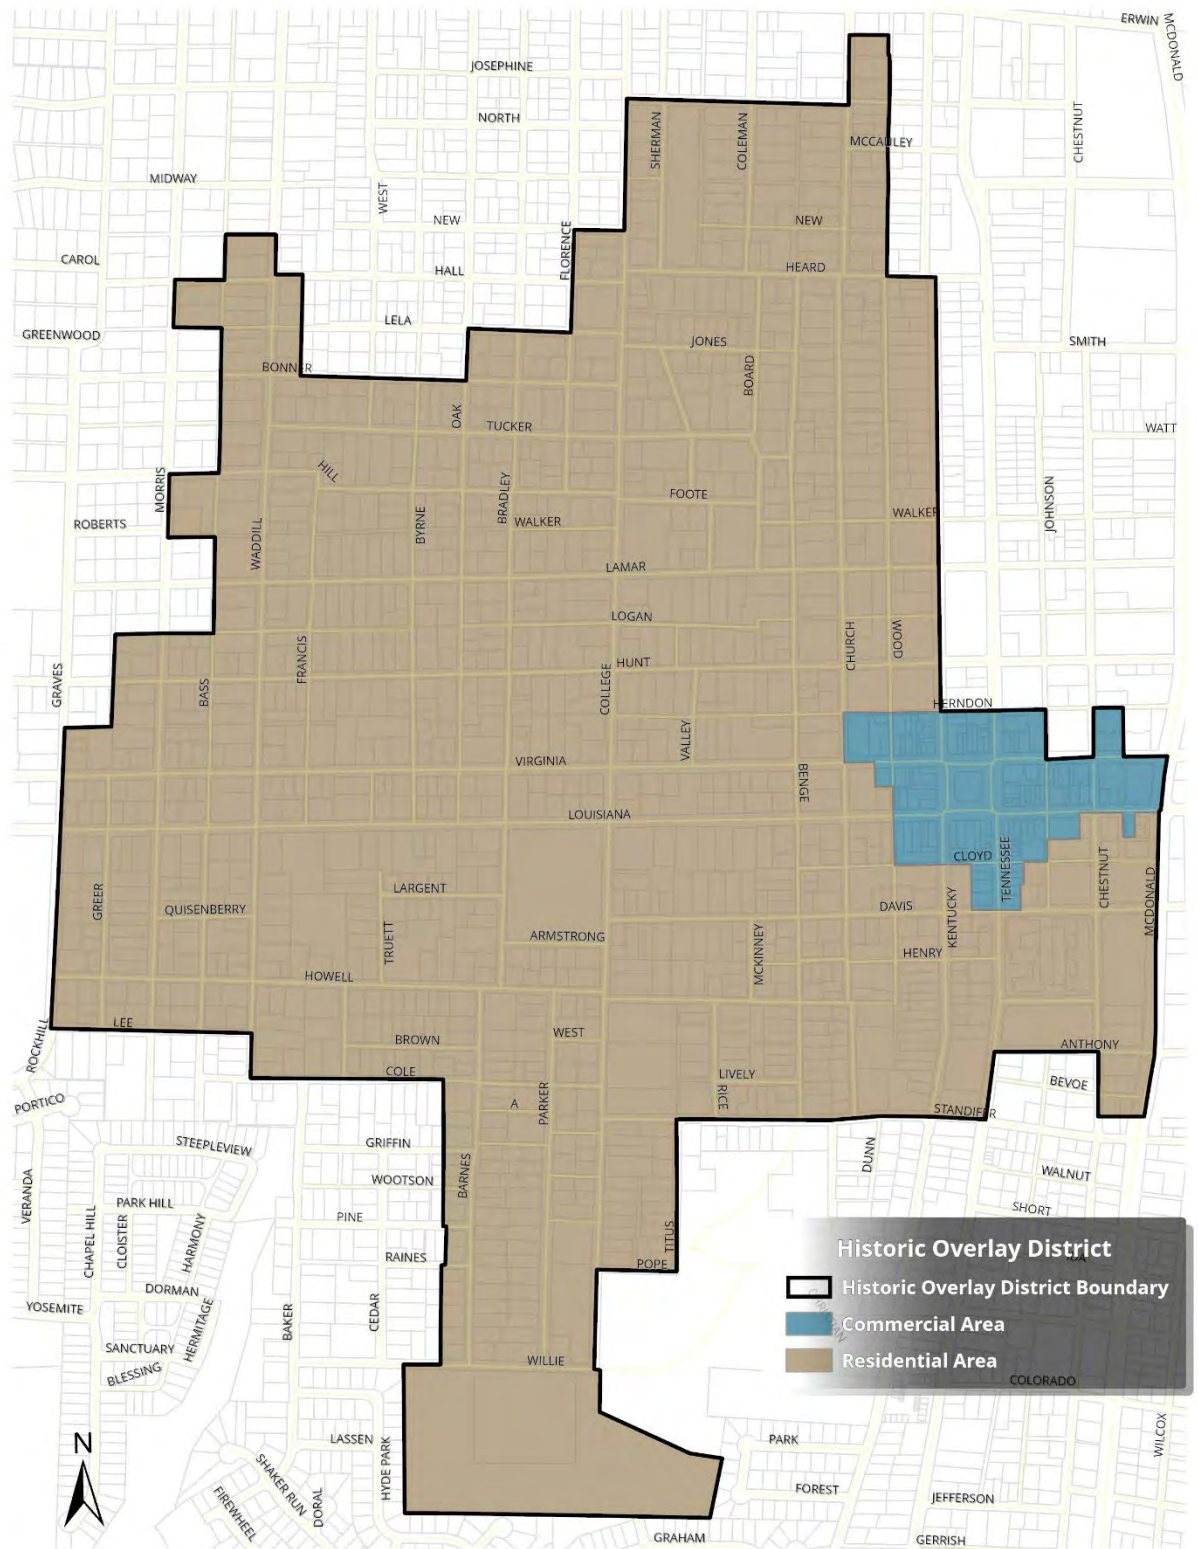 ERWIN
MCDONALD
JOSEPHINE
NORTH
SHERMAN
COLEMAN
CHESTNUT
MCCAULEY
MIDWAY
WEST
NEW
NEW
FLORENCE
CAROL
HALL
HEARD
LELA
GREENWOOD
JONES
SMITH
BONNER
BOARD
OAK
TUCKER
WATT
HILL
MORRIS
BRADLEY
FOOTE
JOHNSON
ROBERTS
WADDILL
BYRNE
WALKER
WALKER
LAMAR
LOGAN
CHURCH
WOOD
FRANCIS
HUNT
GRAVES
BASS
COLLEGE
HERNDON
VALLEY
VIRGINIA
BENGE
LOUISIANA
CLOYD
TENNESSEE
CHESTNUT
MCDONALD
GREER
LARGENT
QUISENBERRY
DAVIS
KENTUCKY
TRUETT
ARMSTRONG
MCKINNEY
HENRY
HOWELL
LEE
WEST
ROCKHILL
BROWN
ANTHONY
COLE
LIVELY
BEVOE
RICE
PORTICO
A
PARKER
STANDIFER
STEEPLEVIEW
GRIFFIN
DUNN
WOOTSON
BARNES
WALNUT
VERANDA
PARK HILL
SHORT
CHAPEL HILL
CLOISTER
HARMONY
PINE
TITUS
RAINES
POPE
Historic Overlay District
IDA
DORMAN
Historic Overlay District Boundary
YOSEMITE
HERMITAGE
BAKER
CEDAR
CHRISTIAN
Commercial Area
SANCTUARY
WILLIE
Residential Area
BLESSING
COLORADO
N
LASSEN
HYDE PARK
PARK
WILCOX
SHAKER RUN
DORAL
FIREWHEEL
FOREST
JEFFERSON
GRAHAM
GERRISH